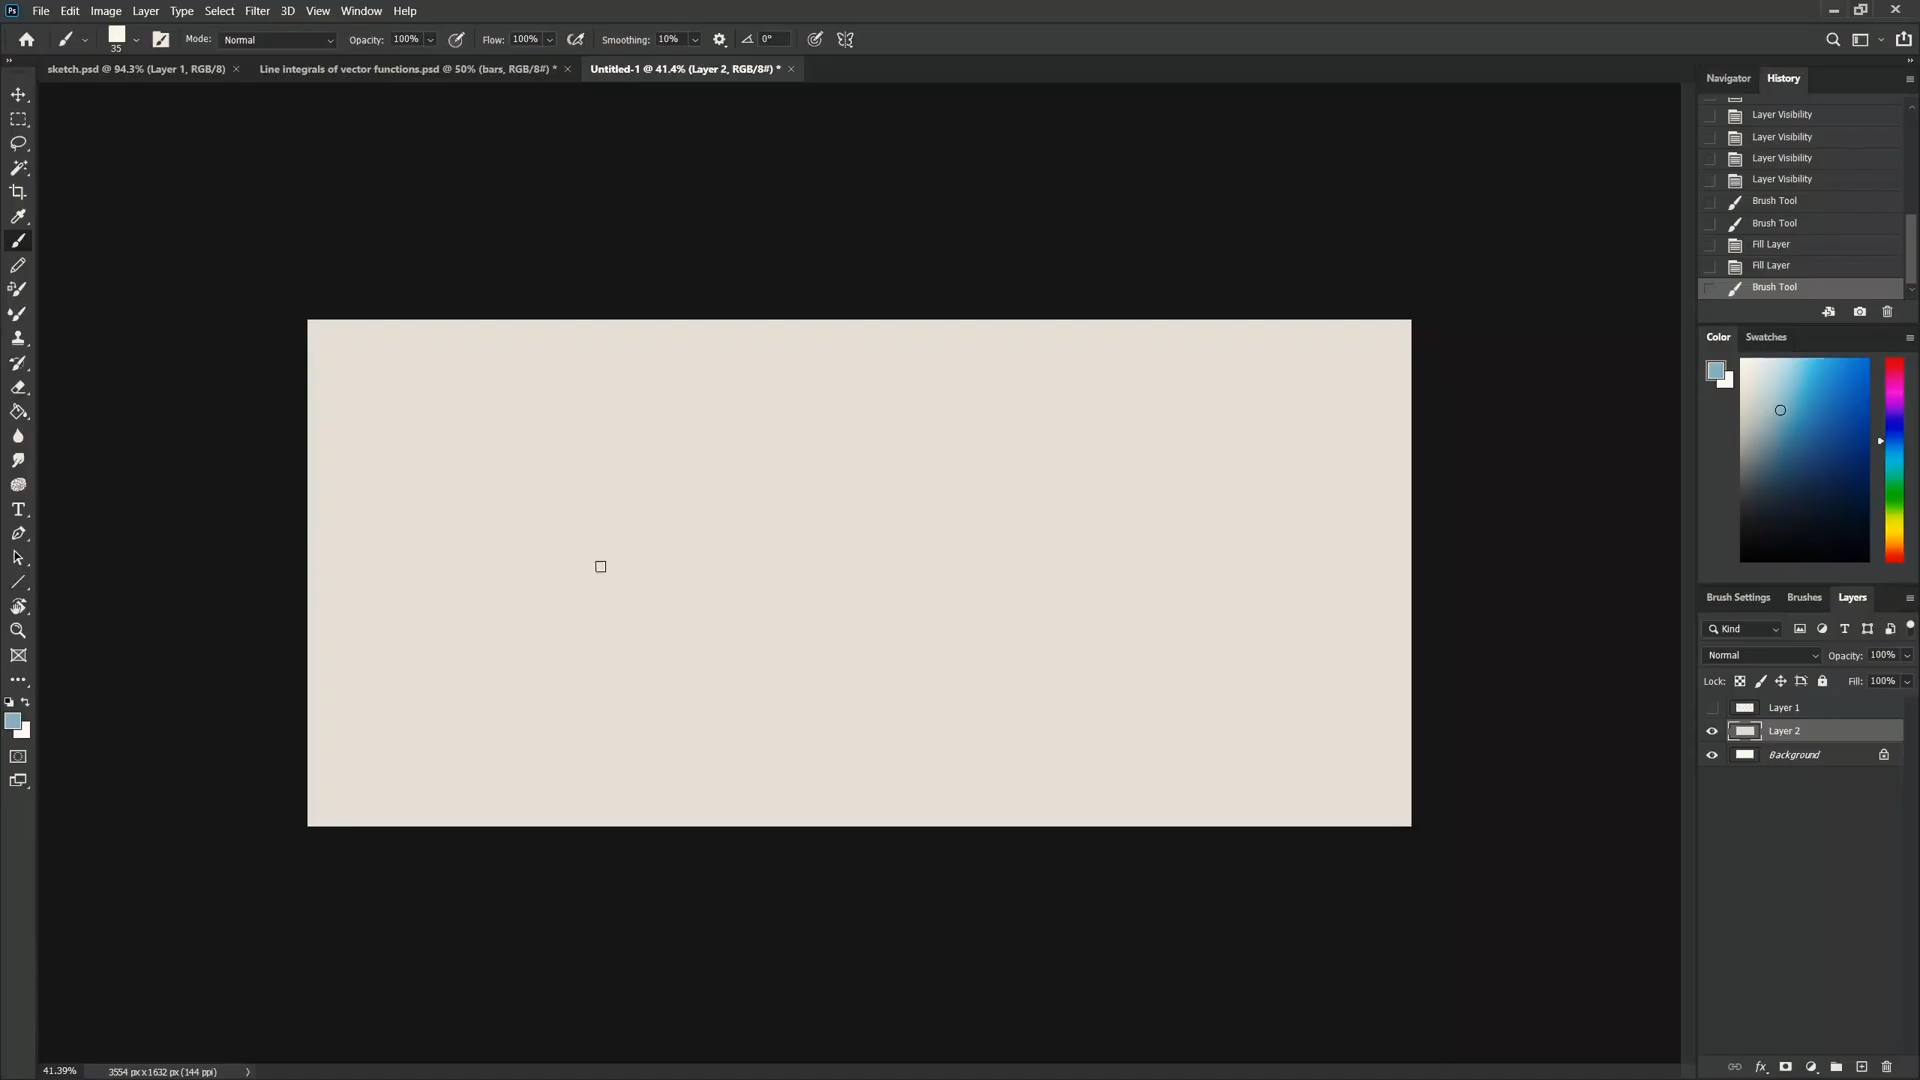 Ps File Edit Image Layer Type Select Filter 3D View Window Help
35 Mode: Normal Opacity: 100% Flow: 100% Smoothing: 10% 0°
sketch.psd @ 94.3% (Layer 1, RGB/8) Line integrals of vector functions.psd @ 50% (bars, RGB/8#) * Untitled-1 @ 41.4% (Layer 2, RGB/8#) *
Navigator History
Layer Visibility
Layer Visibility
Layer Visibility
Layer Visibility
Brush Tool
Brush Tool
Fill Layer
Fill Layer
Brush Tool
Color Swatches
Brush Settings Brushes Layers
Kind
Normal Opacity: 100%
Lock: Fill: 100%
Layer 1
Layer 2
Background
fx
41.39% 3554 px x 1632 px (144 ppi)